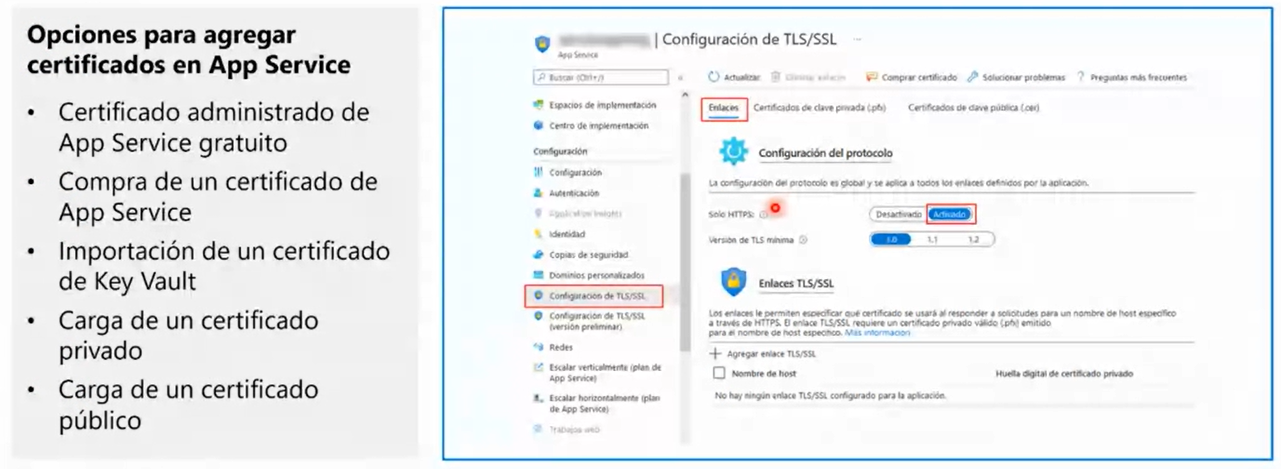 Opciones para agregar
certificados en App Service
• Certificado administrado de
App Service gratuito
• Compra de un certificado de
App Service
• Importación de un certificado
de Key Vault
• Carga de un certificado
privado
• Carga de un certificado
público
| Configuración de TLS/SSL ...
App Service
Buscar (Ctrl+/)
«
Actualizar
Eliminar enlaces
Comprar certificado
Solucionar problemas
? Preguntas más frecuentes
Espacios de implementación
Centro de implementación
Configuración
Configuración
Autenticación
Application Insights
Identidad
Copias de seguridad
Dominios personalizados
Configuración de TLS/SSL
Configuración de TLS/SSL
(versión preliminar)
Redes
Escalar verticalmente (plan de
App Service)
Escalar horizontalmente (plan
de App Service)
Trabajos web
Enlaces
Certificados de clave privada (.pfx)
Certificados de clave pública (.cer)
Configuración del protocolo
La configuración del protocolo es global y se aplica a todos los enlaces definidos por la aplicación.
Solo HTTPS:
Desactivado
Activado
Versión de TLS mínima
1.0
1.1
1.2
Enlaces TLS/SSL
Los enlaces le permiten especificar qué certificado se usará al responder a solicitudes para un nombre de host específico
a través de HTTPS. El enlace TLS/SSL requiere un certificado privado válido (.pfx) emitido
para el nombre de host específico. Más información
+ Agregar enlace TLS/SSL
Nombre de host
Huella digital de certificado privado
No hay ningún enlace TLS/SSL configurado para la aplicación.